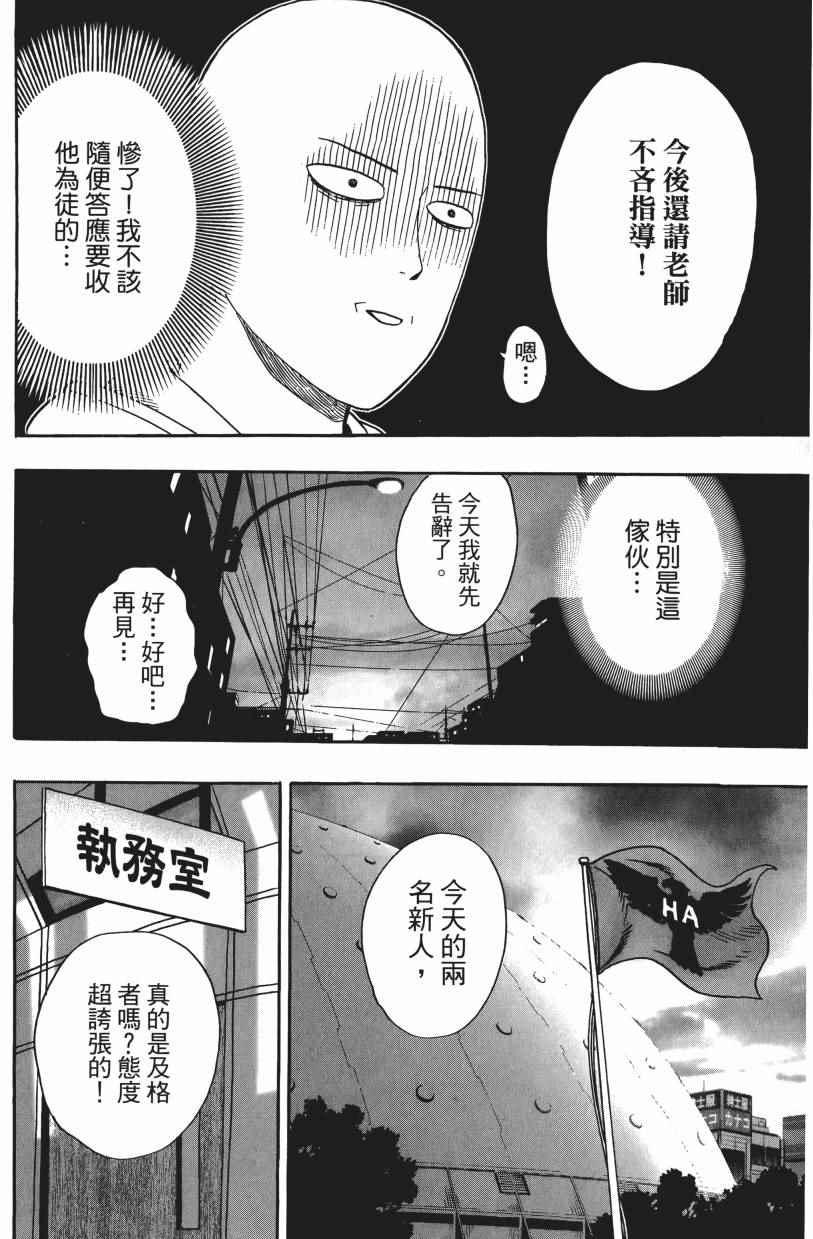 今後還請老師
不吝指導！
嗯…
慘了！我不該
隨便答應要收
他為徒的…
特別是這
傢伙…
今天我就先
告辭了。
好…好吧…
再見…
HA
今天的兩
名新人，
執務室
真的是及格
者嗎？態度
超誇張的！